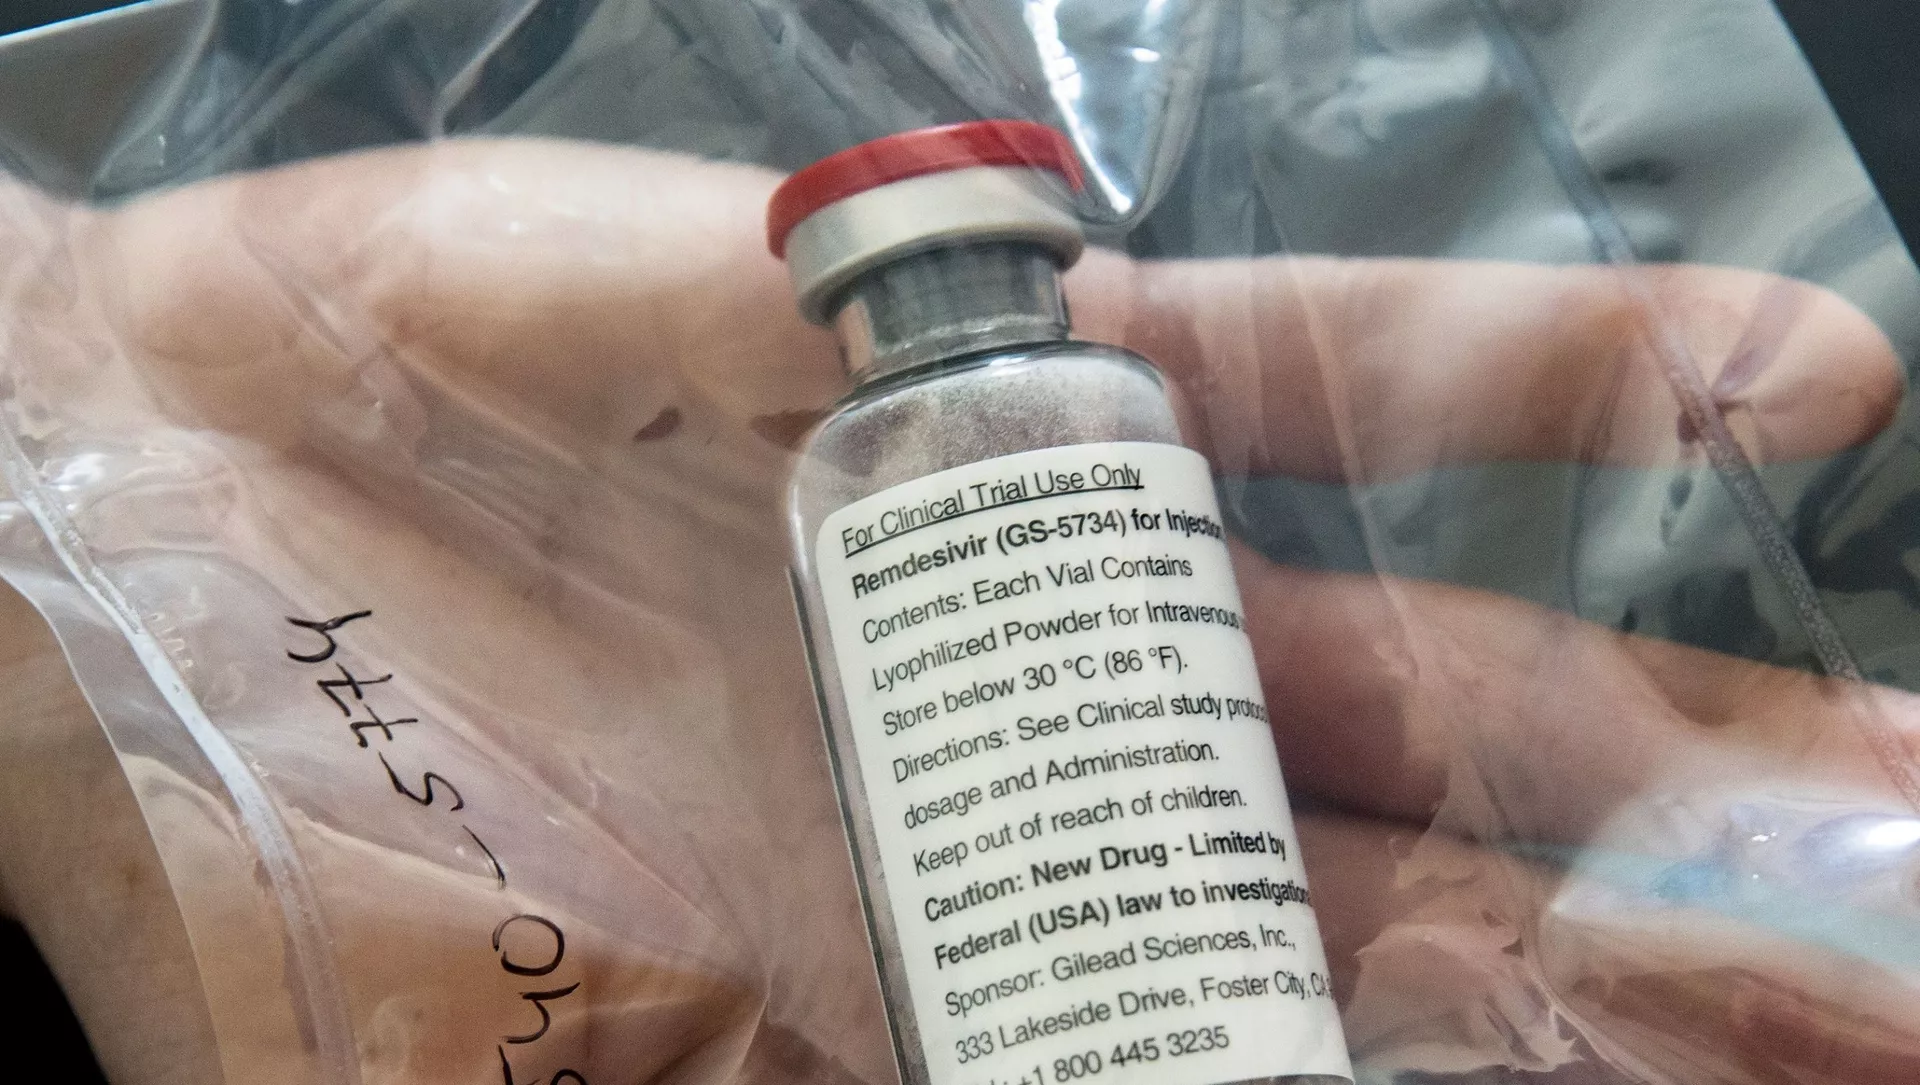 For Clinical Trial Use Only
Remdesivir (GS-5734) for Injection
Contents: Each Vial Contains
Lyophilized Powder for Intravenous
Store below 30 °C (86 °F).
Directions: See Clinical study protoco
dosage and Administration.
Keep out of reach of children.
Caution: New Drug - Limited by
Federal (USA) law to investigation
Sponsor: Gilead Sciences, Inc.,
333 Lakeside Drive, Foster City, CA
+1 800 445 3235